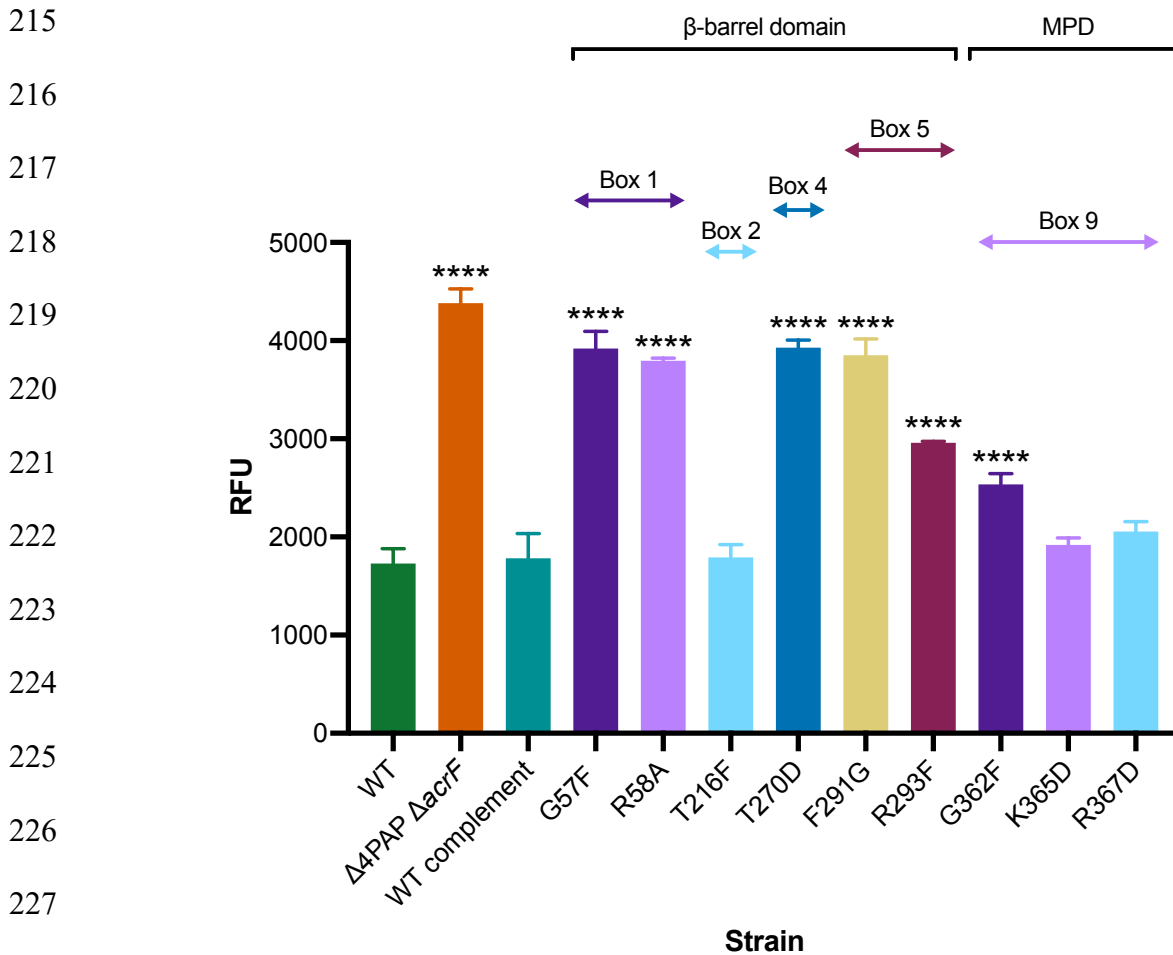 215
216
217
218
219
220
221
222
223
224
225
226
227
β-barrel domain
MPD
Box 5
Box 1
Box 4
Box 2
Box 9
5000
4000
3000
2000
1000
0
RFU
****
****
****
****
****
****
****
WT
Δ4PAP ΔacrF
WT complement
G57F
R58A
T216F
T270D
F291G
R293F
G362F
K365D
R367D
Strain